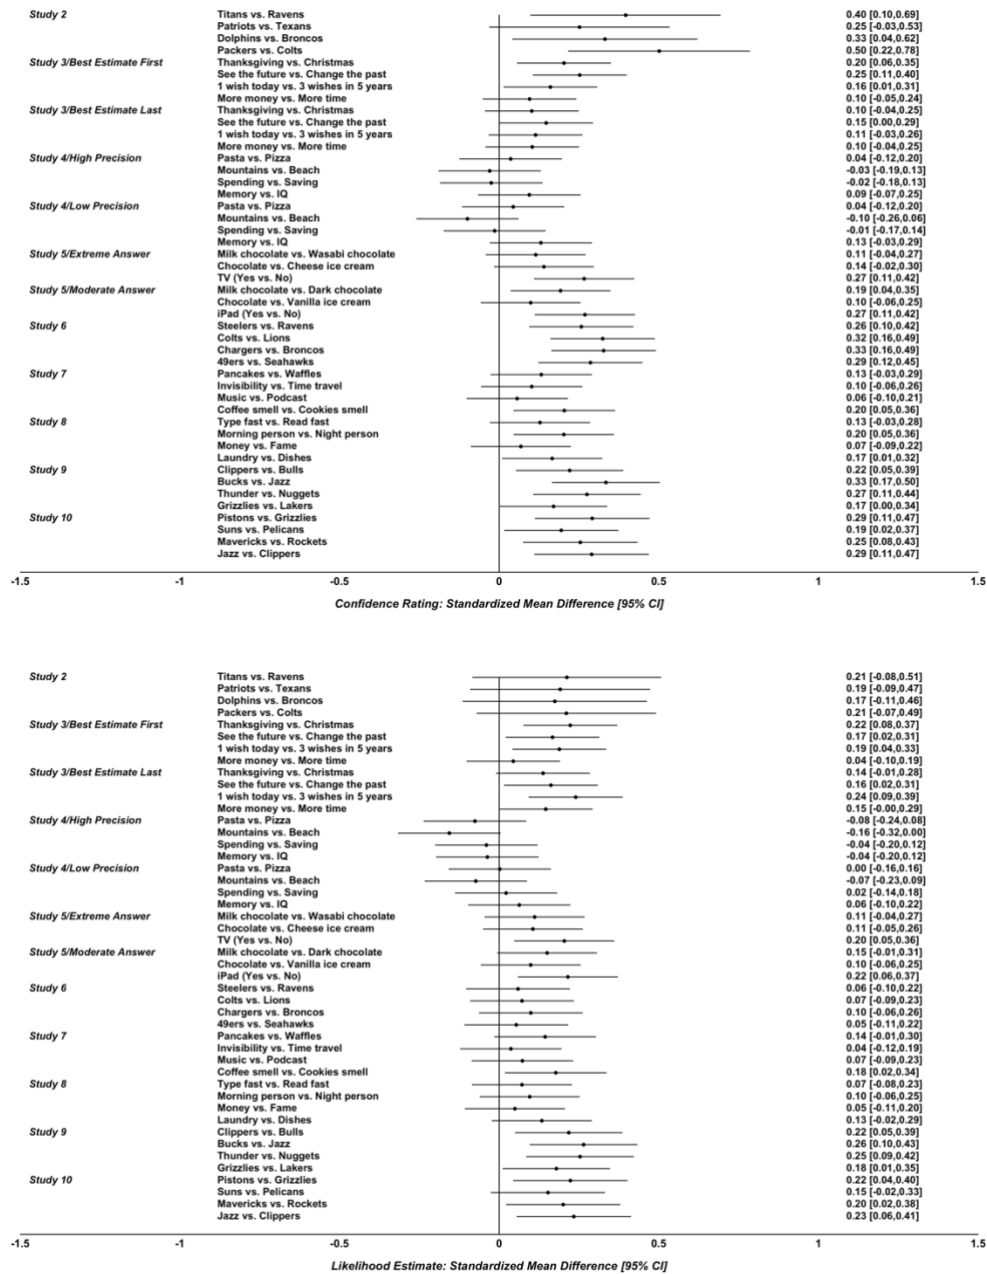 Study 2 Titans vs. Ravens 0.40 [0.10,0.69]
Patriots vs. Texans 0.25 [-0.03,0.53]
Dolphins vs. Broncos 0.33 [0.04,0.62]
Packers vs. Colts 0.50 [0.22,0.78]
Study 3/Best Estimate First Thanksgiving vs. Christmas 0.20 [0.06,0.35]
See the future vs. Change the past 0.25 [0.11,0.40]
1 wish today vs. 3 wishes in 5 years 0.16 [0.01,0.31]
More money vs. More time 0.10 [-0.05,0.24]
Study 3/Best Estimate Last Thanksgiving vs. Christmas 0.10 [-0.04,0.25]
See the future vs. Change the past 0.15 [0.00,0.29]
1 wish today vs. 3 wishes in 5 years 0.11 [-0.03,0.26]
More money vs. More time 0.10 [-0.04,0.25]
Study 4/High Precision Pasta vs. Pizza 0.04 [-0.12,0.20]
Mountains vs. Beach -0.03 [-0.19,0.13]
Spending vs. Saving -0.02 [-0.18,0.13]
Memory vs. IQ 0.09 [-0.07,0.25]
Study 4/Low Precision Pasta vs. Pizza 0.04 [-0.12,0.20]
Mountains vs. Beach -0.10 [-0.26,0.06]
Spending vs. Saving -0.01 [-0.17,0.14]
Memory vs. IQ 0.13 [-0.03,0.29]
Study 5/Extreme Answer Milk chocolate vs. Wasabi chocolate 0.11 [-0.04,0.27]
Chocolate vs. Cheese ice cream 0.14 [-0.02,0.30]
TV (Yes vs. No) 0.27 [0.11,0.42]
Study 5/Moderate Answer Milk chocolate vs. Dark chocolate 0.19 [0.04,0.35]
Chocolate vs. Vanilla ice cream 0.10 [-0.06,0.25]
iPad (Yes vs. No) 0.27 [0.11,0.42]
Study 6 Steelers vs. Ravens 0.26 [0.10,0.42]
Colts vs. Lions 0.32 [0.16,0.49]
Chargers vs. Broncos 0.33 [0.16,0.49]
49ers vs. Seahawks 0.29 [0.12,0.45]
Study 7 Pancakes vs. Waffles 0.13 [-0.03,0.29]
Invisibility vs. Time travel 0.10 [-0.06,0.26]
Music vs. Podcast 0.06 [-0.10,0.21]
Coffee smell vs. Cookies smell 0.20 [0.05,0.36]
Study 8 Type fast vs. Read fast 0.13 [-0.03,0.28]
Morning person vs. Night person 0.20 [0.05,0.36]
Money vs. Fame 0.07 [-0.09,0.22]
Laundry vs. Dishes 0.17 [0.01,0.32]
Study 9 Clippers vs. Bulls 0.22 [0.05,0.39]
Bucks vs. Jazz 0.33 [0.17,0.50]
Thunder vs. Nuggets 0.27 [0.11,0.44]
Grizzlies vs. Lakers 0.17 [0.00,0.34]
Study 10 Pistons vs. Grizzlies 0.29 [0.11,0.47]
Suns vs. Pelicans 0.19 [0.02,0.37]
Mavericks vs. Rockets 0.25 [0.08,0.43]
Jazz vs. Clippers 0.29 [0.11,0.47]
-1.5 -1 -0.5 0 0.5 1 1.5
Confidence Rating: Standardized Mean Difference [95% CI]
Study 2 Titans vs. Ravens 0.21 [-0.08,0.51]
Patriots vs. Texans 0.19 [-0.09,0.47]
Dolphins vs. Broncos 0.17 [-0.11,0.46]
Packers vs. Colts 0.21 [-0.07,0.49]
Study 3/Best Estimate First Thanksgiving vs. Christmas 0.22 [0.08,0.37]
See the future vs. Change the past 0.17 [0.02,0.31]
1 wish today vs. 3 wishes in 5 years 0.19 [0.04,0.33]
More money vs. More time 0.04 [-0.10,0.19]
Study 3/Best Estimate Last Thanksgiving vs. Christmas 0.14 [-0.01,0.28]
See the future vs. Change the past 0.16 [0.02,0.31]
1 wish today vs. 3 wishes in 5 years 0.24 [0.09,0.39]
More money vs. More time 0.15 [-0.00,0.29]
Study 4/High Precision Pasta vs. Pizza -0.08 [-0.24,0.08]
Mountains vs. Beach -0.16 [-0.32,0.00]
Spending vs. Saving -0.04 [-0.20,0.12]
Memory vs. IQ -0.04 [-0.20,0.12]
Study 4/Low Precision Pasta vs. Pizza 0.00 [-0.16,0.16]
Mountains vs. Beach -0.07 [-0.23,0.09]
Spending vs. Saving 0.02 [-0.14,0.18]
Memory vs. IQ 0.06 [-0.10,0.22]
Study 5/Extreme Answer Milk chocolate vs. Wasabi chocolate 0.11 [-0.04,0.27]
Chocolate vs. Cheese ice cream 0.11 [-0.05,0.26]
TV (Yes vs. No) 0.20 [0.05,0.36]
Study 5/Moderate Answer Milk chocolate vs. Dark chocolate 0.15 [-0.01,0.31]
Chocolate vs. Vanilla ice cream 0.10 [-0.06,0.25]
iPad (Yes vs. No) 0.22 [0.06,0.37]
Study 6 Steelers vs. Ravens 0.06 [-0.10,0.22]
Colts vs. Lions 0.07 [-0.09,0.23]
Chargers vs. Broncos 0.10 [-0.06,0.26]
49ers vs. Seahawks 0.05 [-0.11,0.22]
Study 7 Pancakes vs. Waffles 0.14 [-0.01,0.30]
Invisibility vs. Time travel 0.04 [-0.12,0.19]
Music vs. Podcast 0.07 [-0.09,0.23]
Coffee smell vs. Cookies smell 0.18 [0.02,0.34]
Study 8 Type fast vs. Read fast 0.07 [-0.08,0.23]
Morning person vs. Night person 0.10 [-0.06,0.25]
Money vs. Fame 0.05 [-0.11,0.20]
Laundry vs. Dishes 0.13 [-0.02,0.29]
Study 9 Clippers vs. Bulls 0.22 [0.05,0.39]
Bucks vs. Jazz 0.26 [0.10,0.43]
Thunder vs. Nuggets 0.25 [0.09,0.42]
Grizzlies vs. Lakers 0.18 [0.01,0.35]
Study 10 Pistons vs. Grizzlies 0.22 [0.04,0.40]
Suns vs. Pelicans 0.15 [-0.02,0.33]
Mavericks vs. Rockets 0.20 [0.02,0.38]
Jazz vs. Clippers 0.23 [0.06,0.41]
-1.5 -1 -0.5 0 0.5 1 1.5
Likelihood Estimate: Standardized Mean Difference [95% CI]